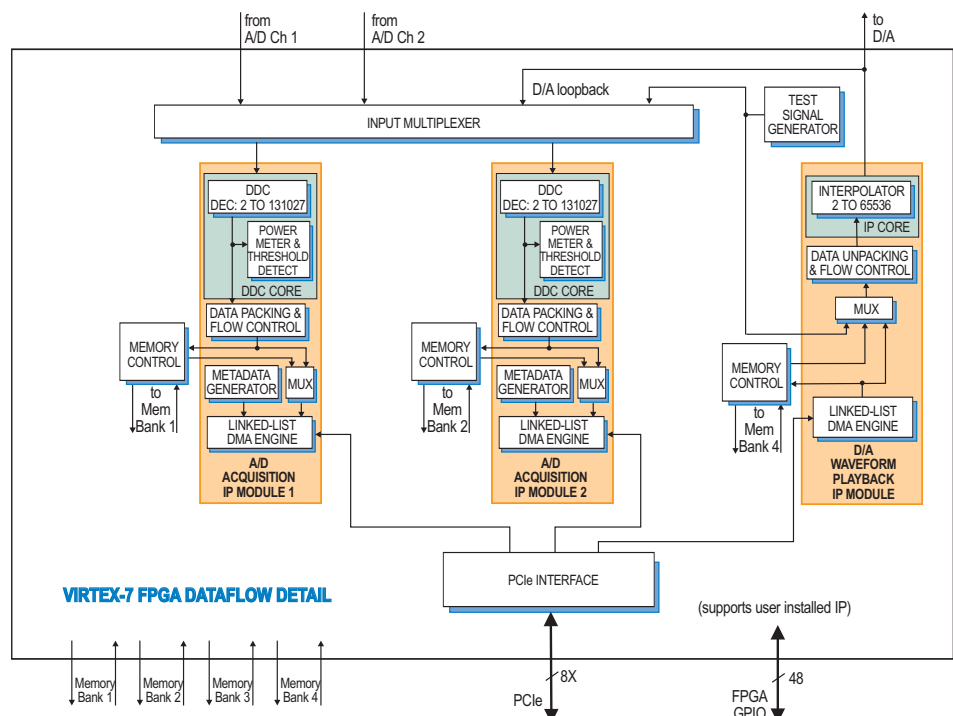 from
A/D Ch 1
from
A/D Ch 2
to
D/A
D/A loopback
INPUT MULTIPLEXER
TEST
SIGNAL
GENERATOR
DDC
DEC: 2 TO 131027
POWER
METER &
THRESHOLD
DETECT
DDC CORE
DATA PACKING &
FLOW CONTROL
MEMORY
CONTROL
to
Mem
Bank 1
METADATA
GENERATOR
MUX
LINKED-LIST
DMA ENGINE
A/D
ACQUISITION
IP MODULE 1
DDC
DEC: 2 TO 131027
POWER
METER &
THRESHOLD
DETECT
DDC CORE
DATA PACKING &
FLOW CONTROL
MEMORY
CONTROL
to
Mem
Bank 2
METADATA
GENERATOR
MUX
LINKED-LIST
DMA ENGINE
A/D
ACQUISITION
IP MODULE 2
INTERPOLATOR
2 TO 65536
IP CORE
DATA UNPACKING
& FLOW CONTROL
MUX
MEMORY
CONTROL
to
Mem
Bank 4
LINKED-LIST
DMA ENGINE
D/A
WAVEFORM
PLAYBACK
IP MODULE
PCIe INTERFACE
VIRTEX-7 FPGA DATAFLOW DETAIL
(supports user installed IP)
Memory
Bank 1
Memory
Bank 2
Memory
Bank 3
Memory
Bank 4
8X
PCIe
48
FPGA
GPIO